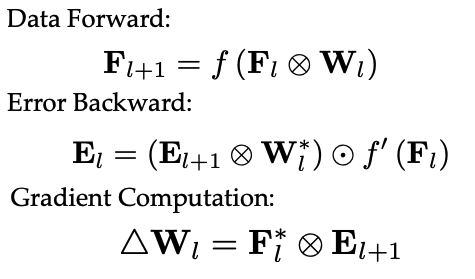 Data Forward:
F_{l+1} = f (F_l ⊗ W_l)
Error Backward:
E_l = (E_{l+1} ⊗ W_l^*) ⊙ f′ (F_l)
Gradient Computation:
△W_l = F_l^* ⊗ E_{l+1}